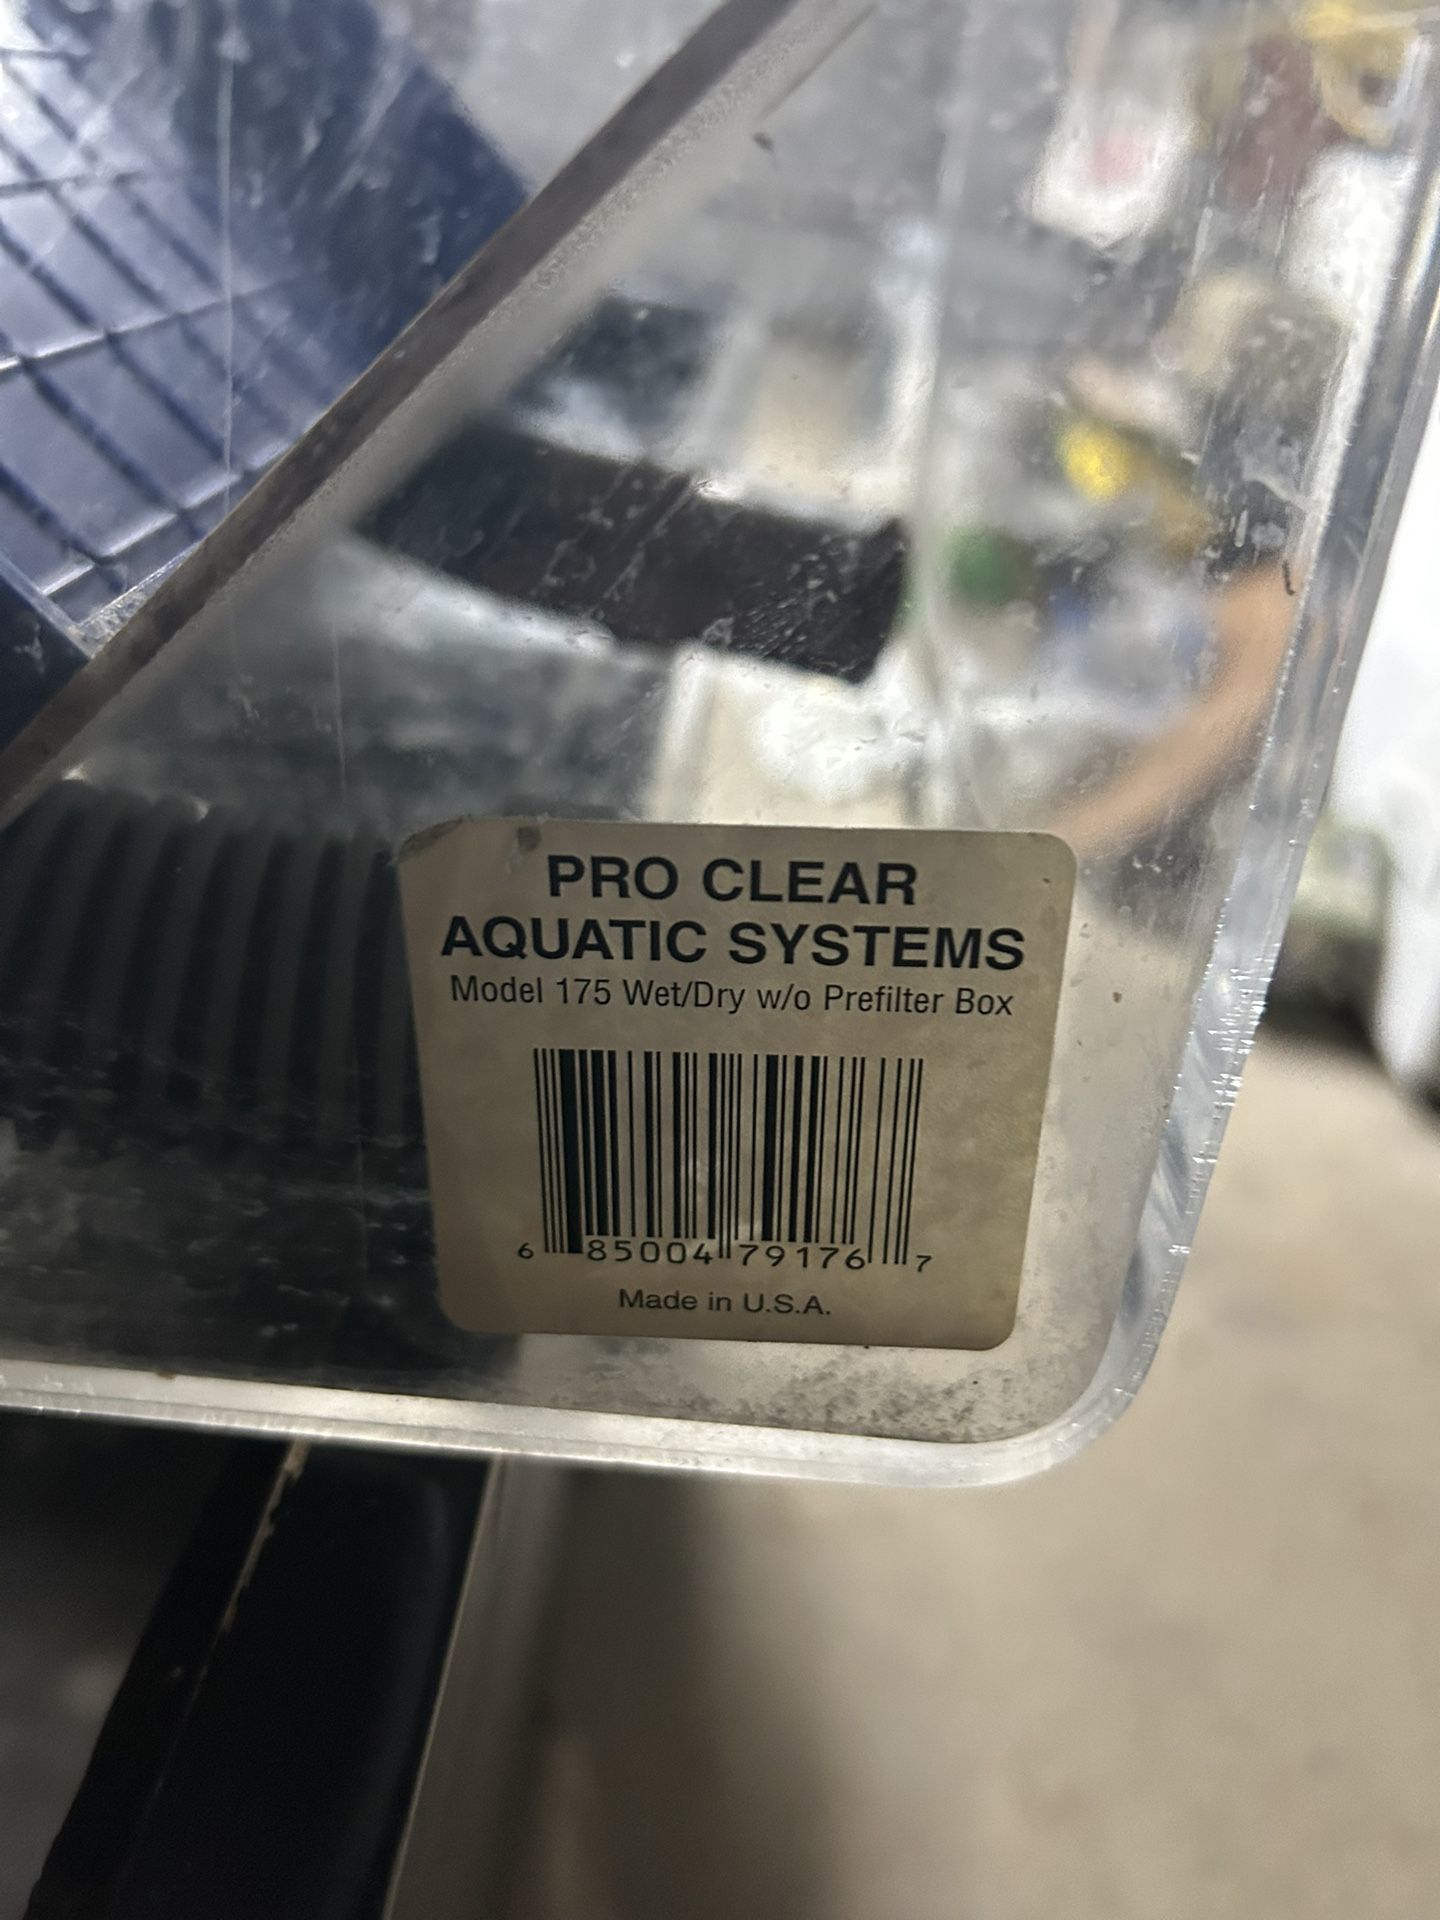 PRO CLEAR
AQUATIC SYSTEMS
Model 175 Wet/Dry w/o Prefilter Box
6 85004 79176 7
Made in U.S.A.